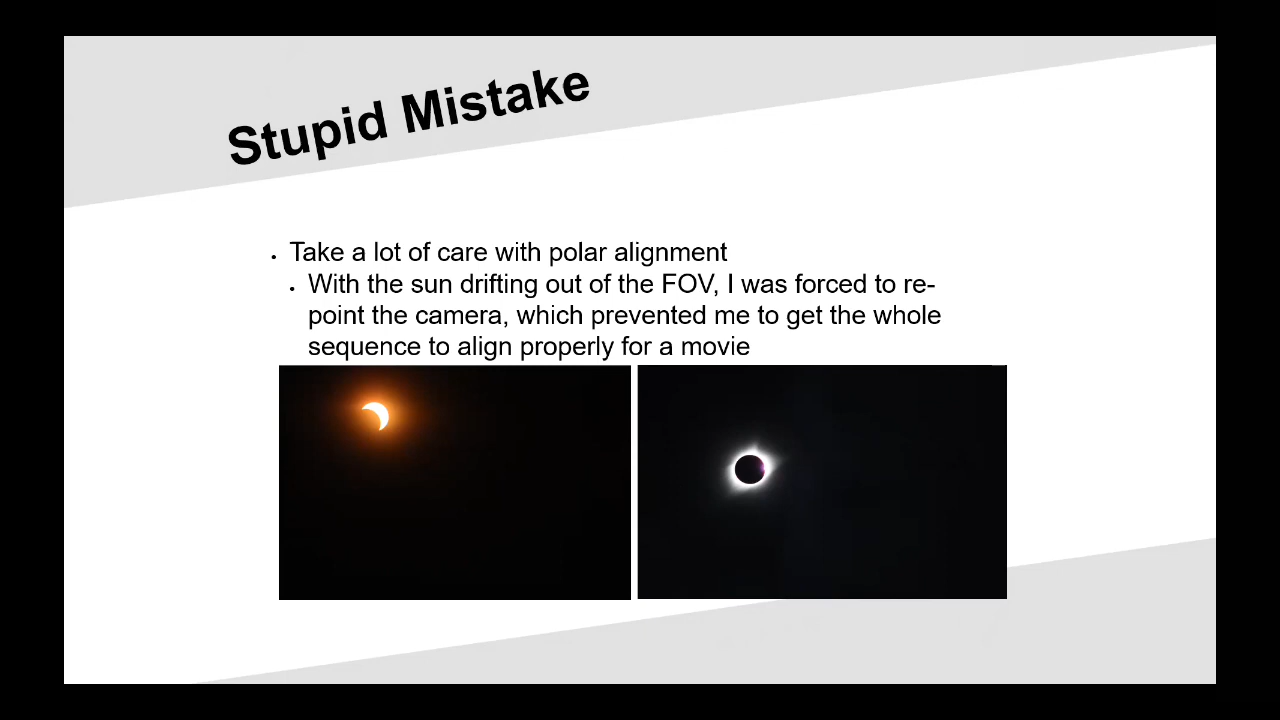 Stupid Mistake
Take a lot of care with polar alignment
With the sun drifting out of the FOV, I was forced to re-
point the camera, which prevented me to get the whole
sequence to align properly for a movie